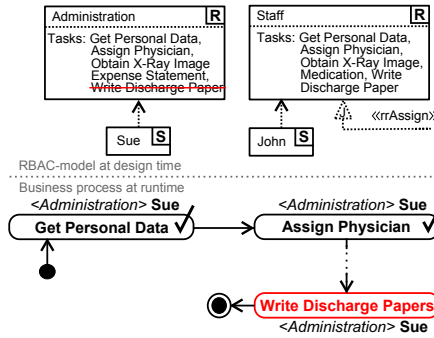 Administration R
Tasks: Get Personal Data,
Assign Physician,
Obtain X-Ray Image
Expense Statement,
Write Discharge Paper
Staff R
Tasks: Get Personal Data,
Assign Physician,
Obtain X-Ray Image,
Medication, Write
Discharge Paper
«rrAssign»
Sue S
John S
RBAC-model at design time
Business process at runtime
<Administration> Sue
Get Personal Data
<Administration> Sue
Assign Physician
Write Discharge Papers
<Administration> Sue